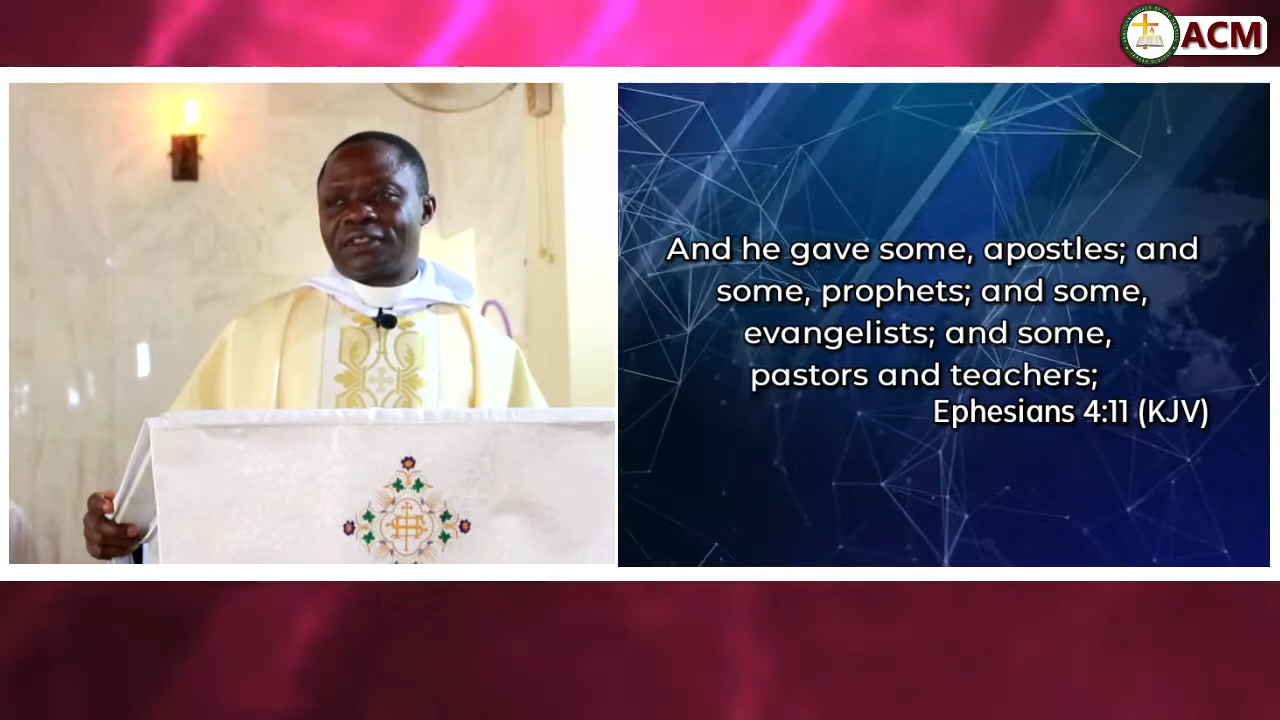 ACM
And he gave some, apostles; and
some, prophets; and some,
evangelists; and some,
pastors and teachers;
Ephesians 4:11 (KJV)